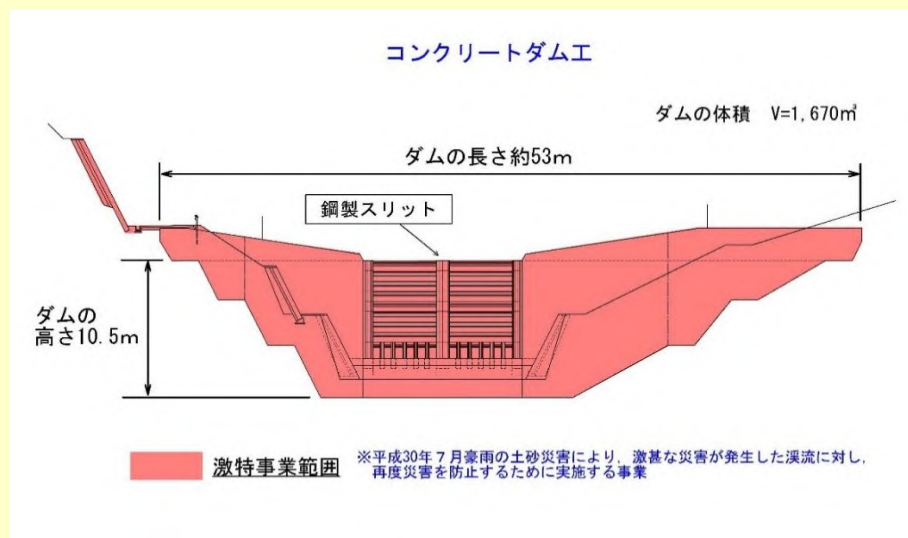 コンクリートダム工
ダムの体積　V=1,670㎥
ダムの長さ約53m
鋼製スリット
ダムの
高さ10.5m
激特事業範囲
※平成30年７月豪雨の土砂災害により、激甚な災害が発生した渓流に対し、
再度災害を防止するために実施する事業